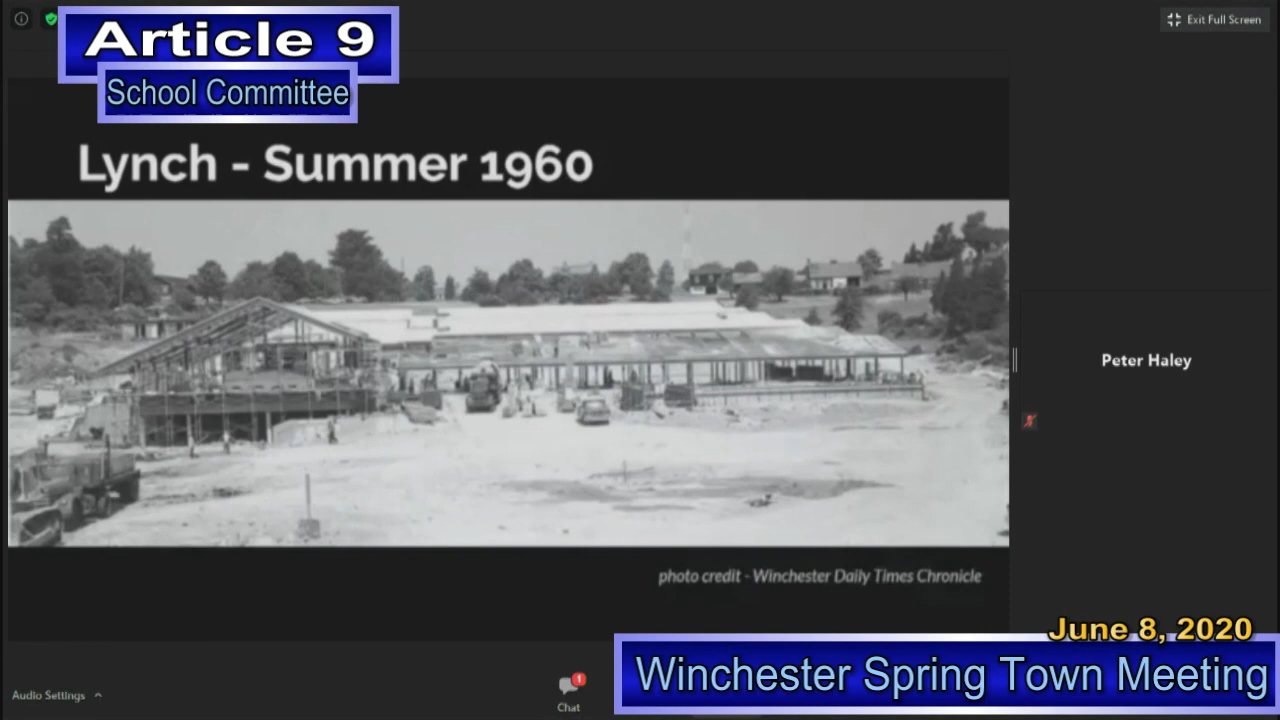 Exit Full Screen
Article 9
School Committee
Lynch - Summer 1960
Peter Haley
photo credit - Winchester Daily Times Chronicle
June 8, 2020
Winchester Spring Town Meeting
Audio Settings
1
Chat